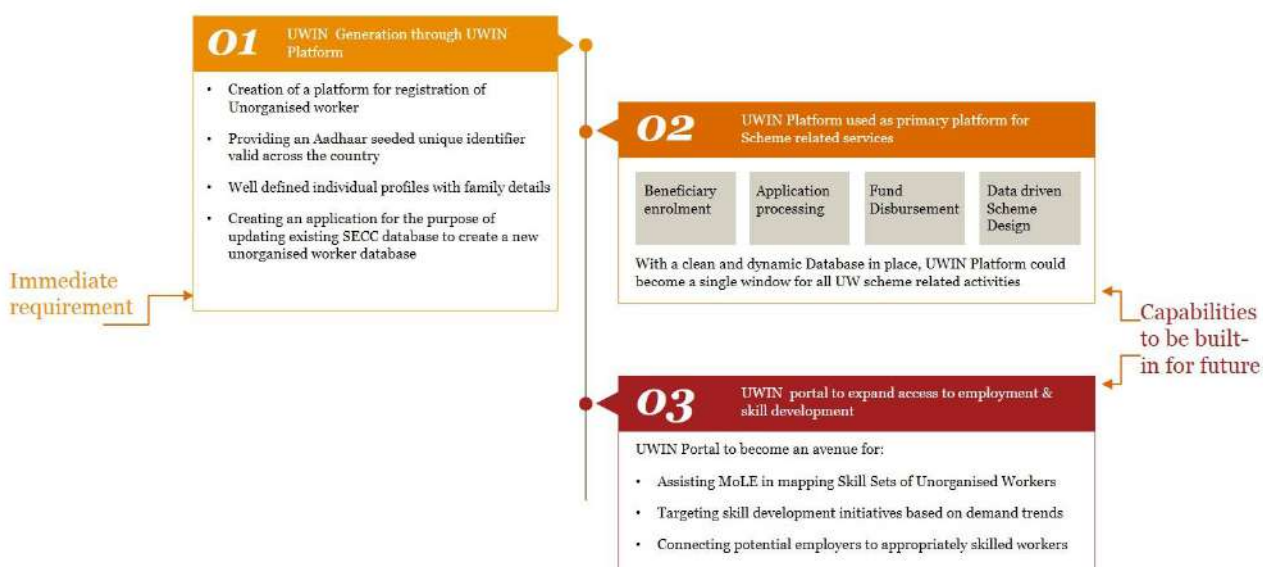 01
UWIN Generation through UWIN
Platform
• Creation of a platform for registration of
Unorganised worker
• Providing an Aadhaar seeded unique identifier
valid across the country
• Well defined individual profiles with family details
• Creating an application for the purpose of
updating existing SECC database to create a new
unorganised worker database
Immediate
requirement
02
UWIN Platform used as primary platform for
Scheme related services
Beneficiary
enrolment
Application
processing
Fund
Disbursement
Data driven
Scheme
Design
With a clean and dynamic Database in place, UWIN Platform could
become a single window for all UW scheme related activities
Capabilities
to be built-
in for future
03
UWIN portal to expand access to employment &
skill development
UWIN Portal to become an avenue for:
• Assisting MoLE in mapping Skill Sets of Unorganised Workers
• Targeting skill development initiatives based on demand trends
• Connecting potential employers to appropriately skilled workers